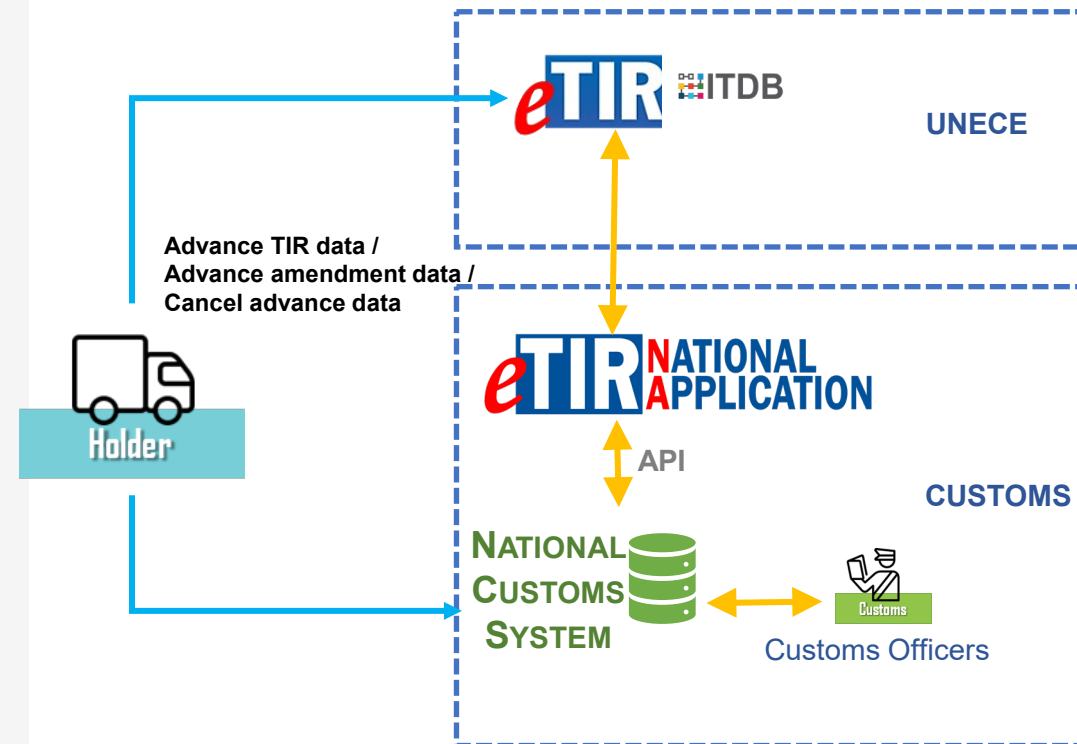 eTIR ITDB
UNECE
Advance TIR data /
Advance amendment data /
Cancel advance data
Holder
eTIR NATIONAL
APPLICATION
API
CUSTOMS
NATIONAL
CUSTOMS
SYSTEM
Customs
Customs Officers